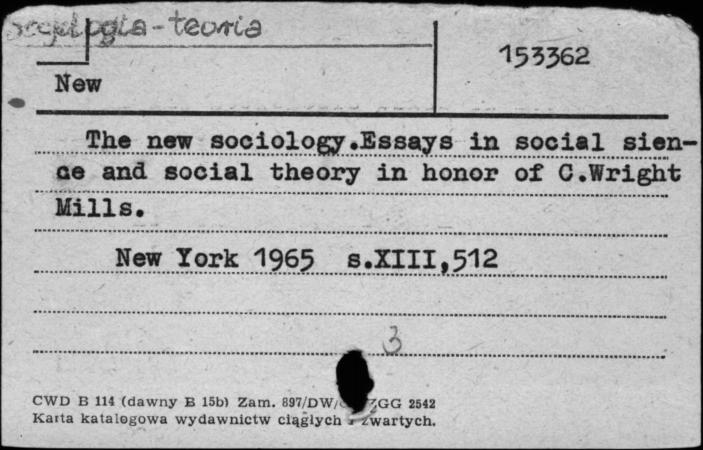 Socjologia - teoria
153362
New
The new sociology.Essays in social sien-
ce and social theory in honor of C.Wright
Mills.
New York 1965 s.XIII,512
3
CWD B 114 (dawny B 15b) Zam. 897/DW/ ZGG 2542
Karta katalogowa wydawnictw ciągłych i zwartych.